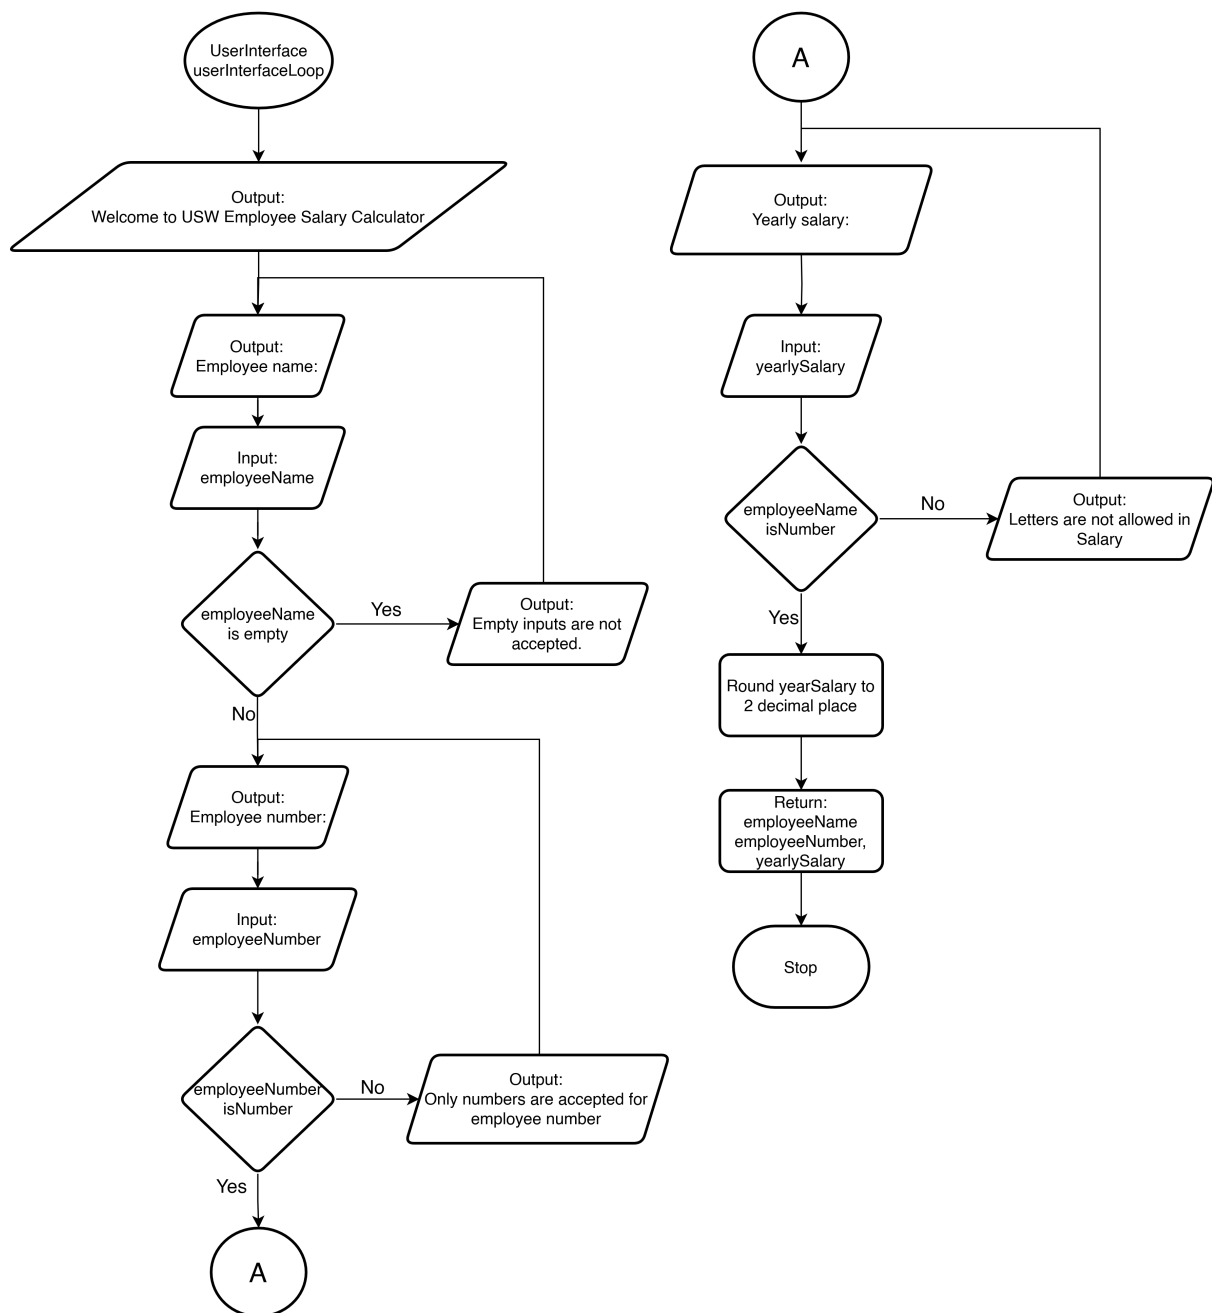 UserInterface
userInterfaceLoop
Output:
Welcome to USW Employee Salary Calculator
Output:
Employee name:
Input:
employeeName
employeeName
is empty
Yes
Output:
Empty inputs are not
accepted.
No
Output:
Employee number:
Input:
employeeNumber
employeeNumber
isNumber
No
Output:
Only numbers are accepted for
employee number
Yes
A
A
Output:
Yearly salary:
Input:
yearlySalary
employeeName
isNumber
No
Output:
Letters are not allowed in
Salary
Yes
Round yearSalary to
2 decimal place
Return:
employeeName
employeeNumber,
yearlySalary
Stop